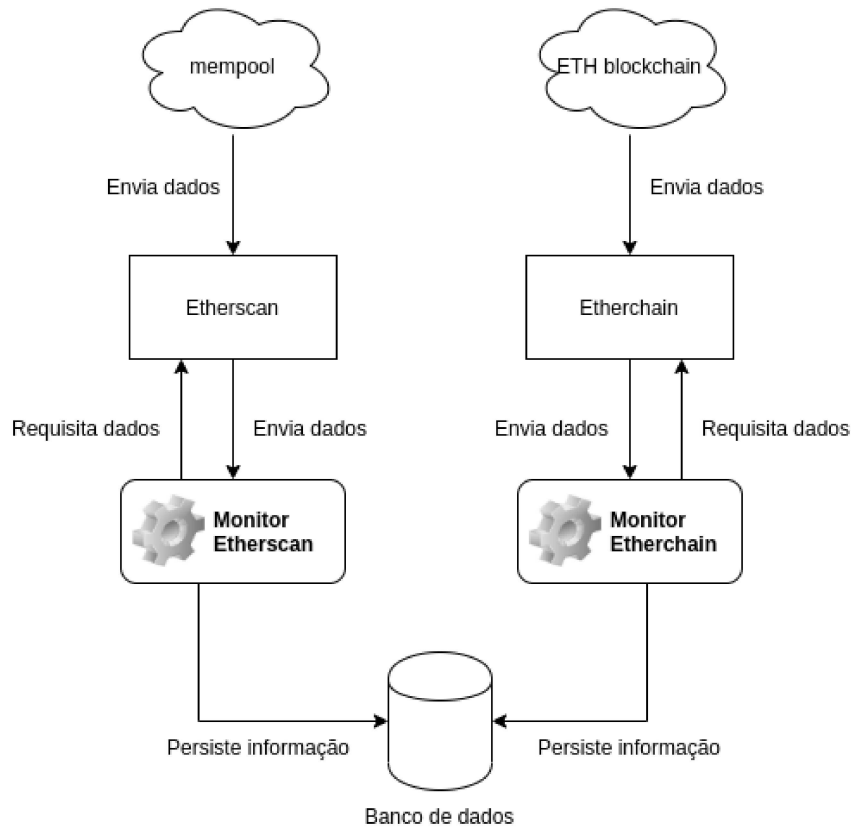 mempool
ETH blockchain
Envia dados
Envia dados
Etherscan
Etherchain
Requisita dados
Envia dados
Envia dados
Requisita dados
Monitor
Etherscan
Monitor
Etherchain
Persiste informação
Persiste informação
Banco de dados